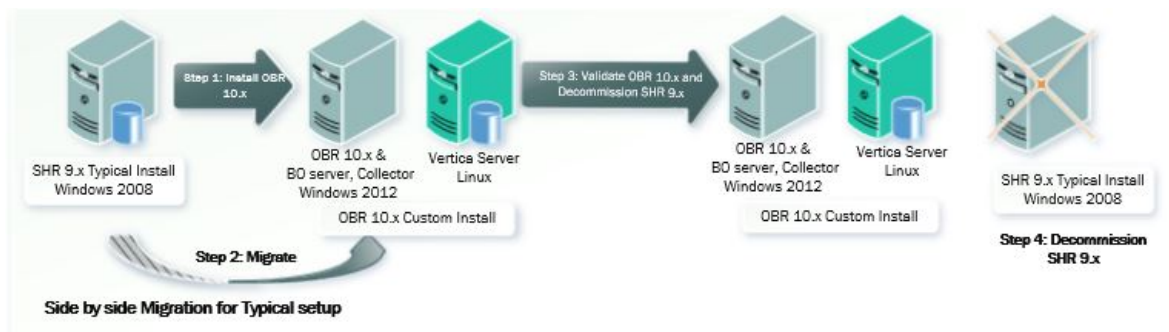 Step 1: Install OBR
10.x
Step 3: Validate OBR 10.x and
Decommission SHR 9.x
SHR 9.x Typical Install
Windows 2008
OBR 10.x &
BO server, Collector
Windows 2012
Vertica Server
Linux
OBR 10.x Custom Install
OBR 10.x &
BO server, Collector
Windows 2012
Vertica Server
Linux
OBR 10.x Custom Install
SHR 9.x Typical Install
Windows 2008
Step 4: Decommission
SHR 9.x
Step 2: Migrate
Side by side Migration for Typical setup